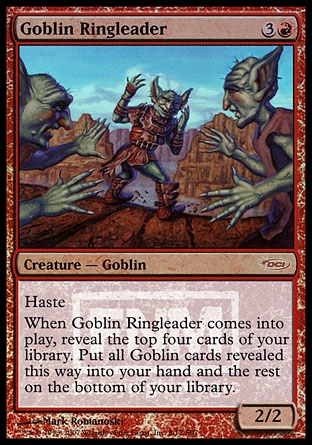 Goblin Ringleader 3
Creature — Goblin
DCI
Haste
When Goblin Ringleader comes into
play, reveal the top four cards of your
library. Put all Goblin cards revealed
this way into your hand and the rest
on the bottom of your library.
Mark Romanoski
2/2